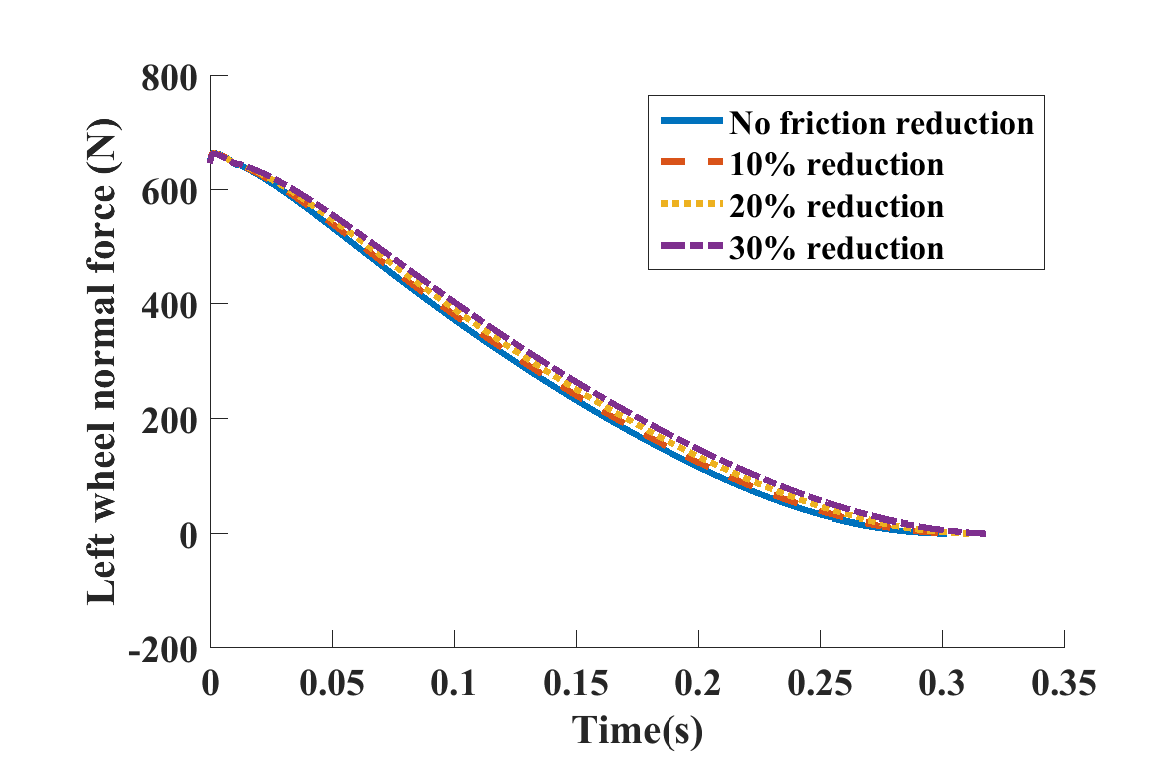 800
600
400
200
0
-200
Left wheel normal force (N)
No friction reduction
10% reduction
20% reduction
30% reduction
0 0.05 0.1 0.15 0.2 0.25 0.3 0.35
Time(s)